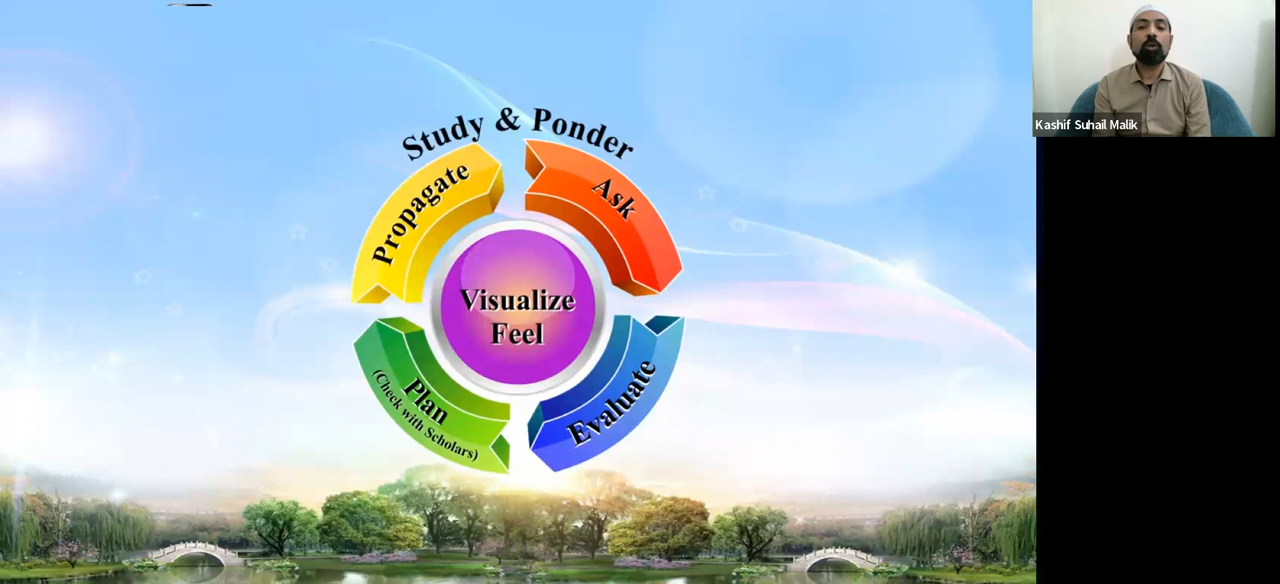 Study & Ponder
Propagate
Ask
Visualize
Feel
Plan
(Check with Scholars)
Evaluate
Kashif Suhail Malik